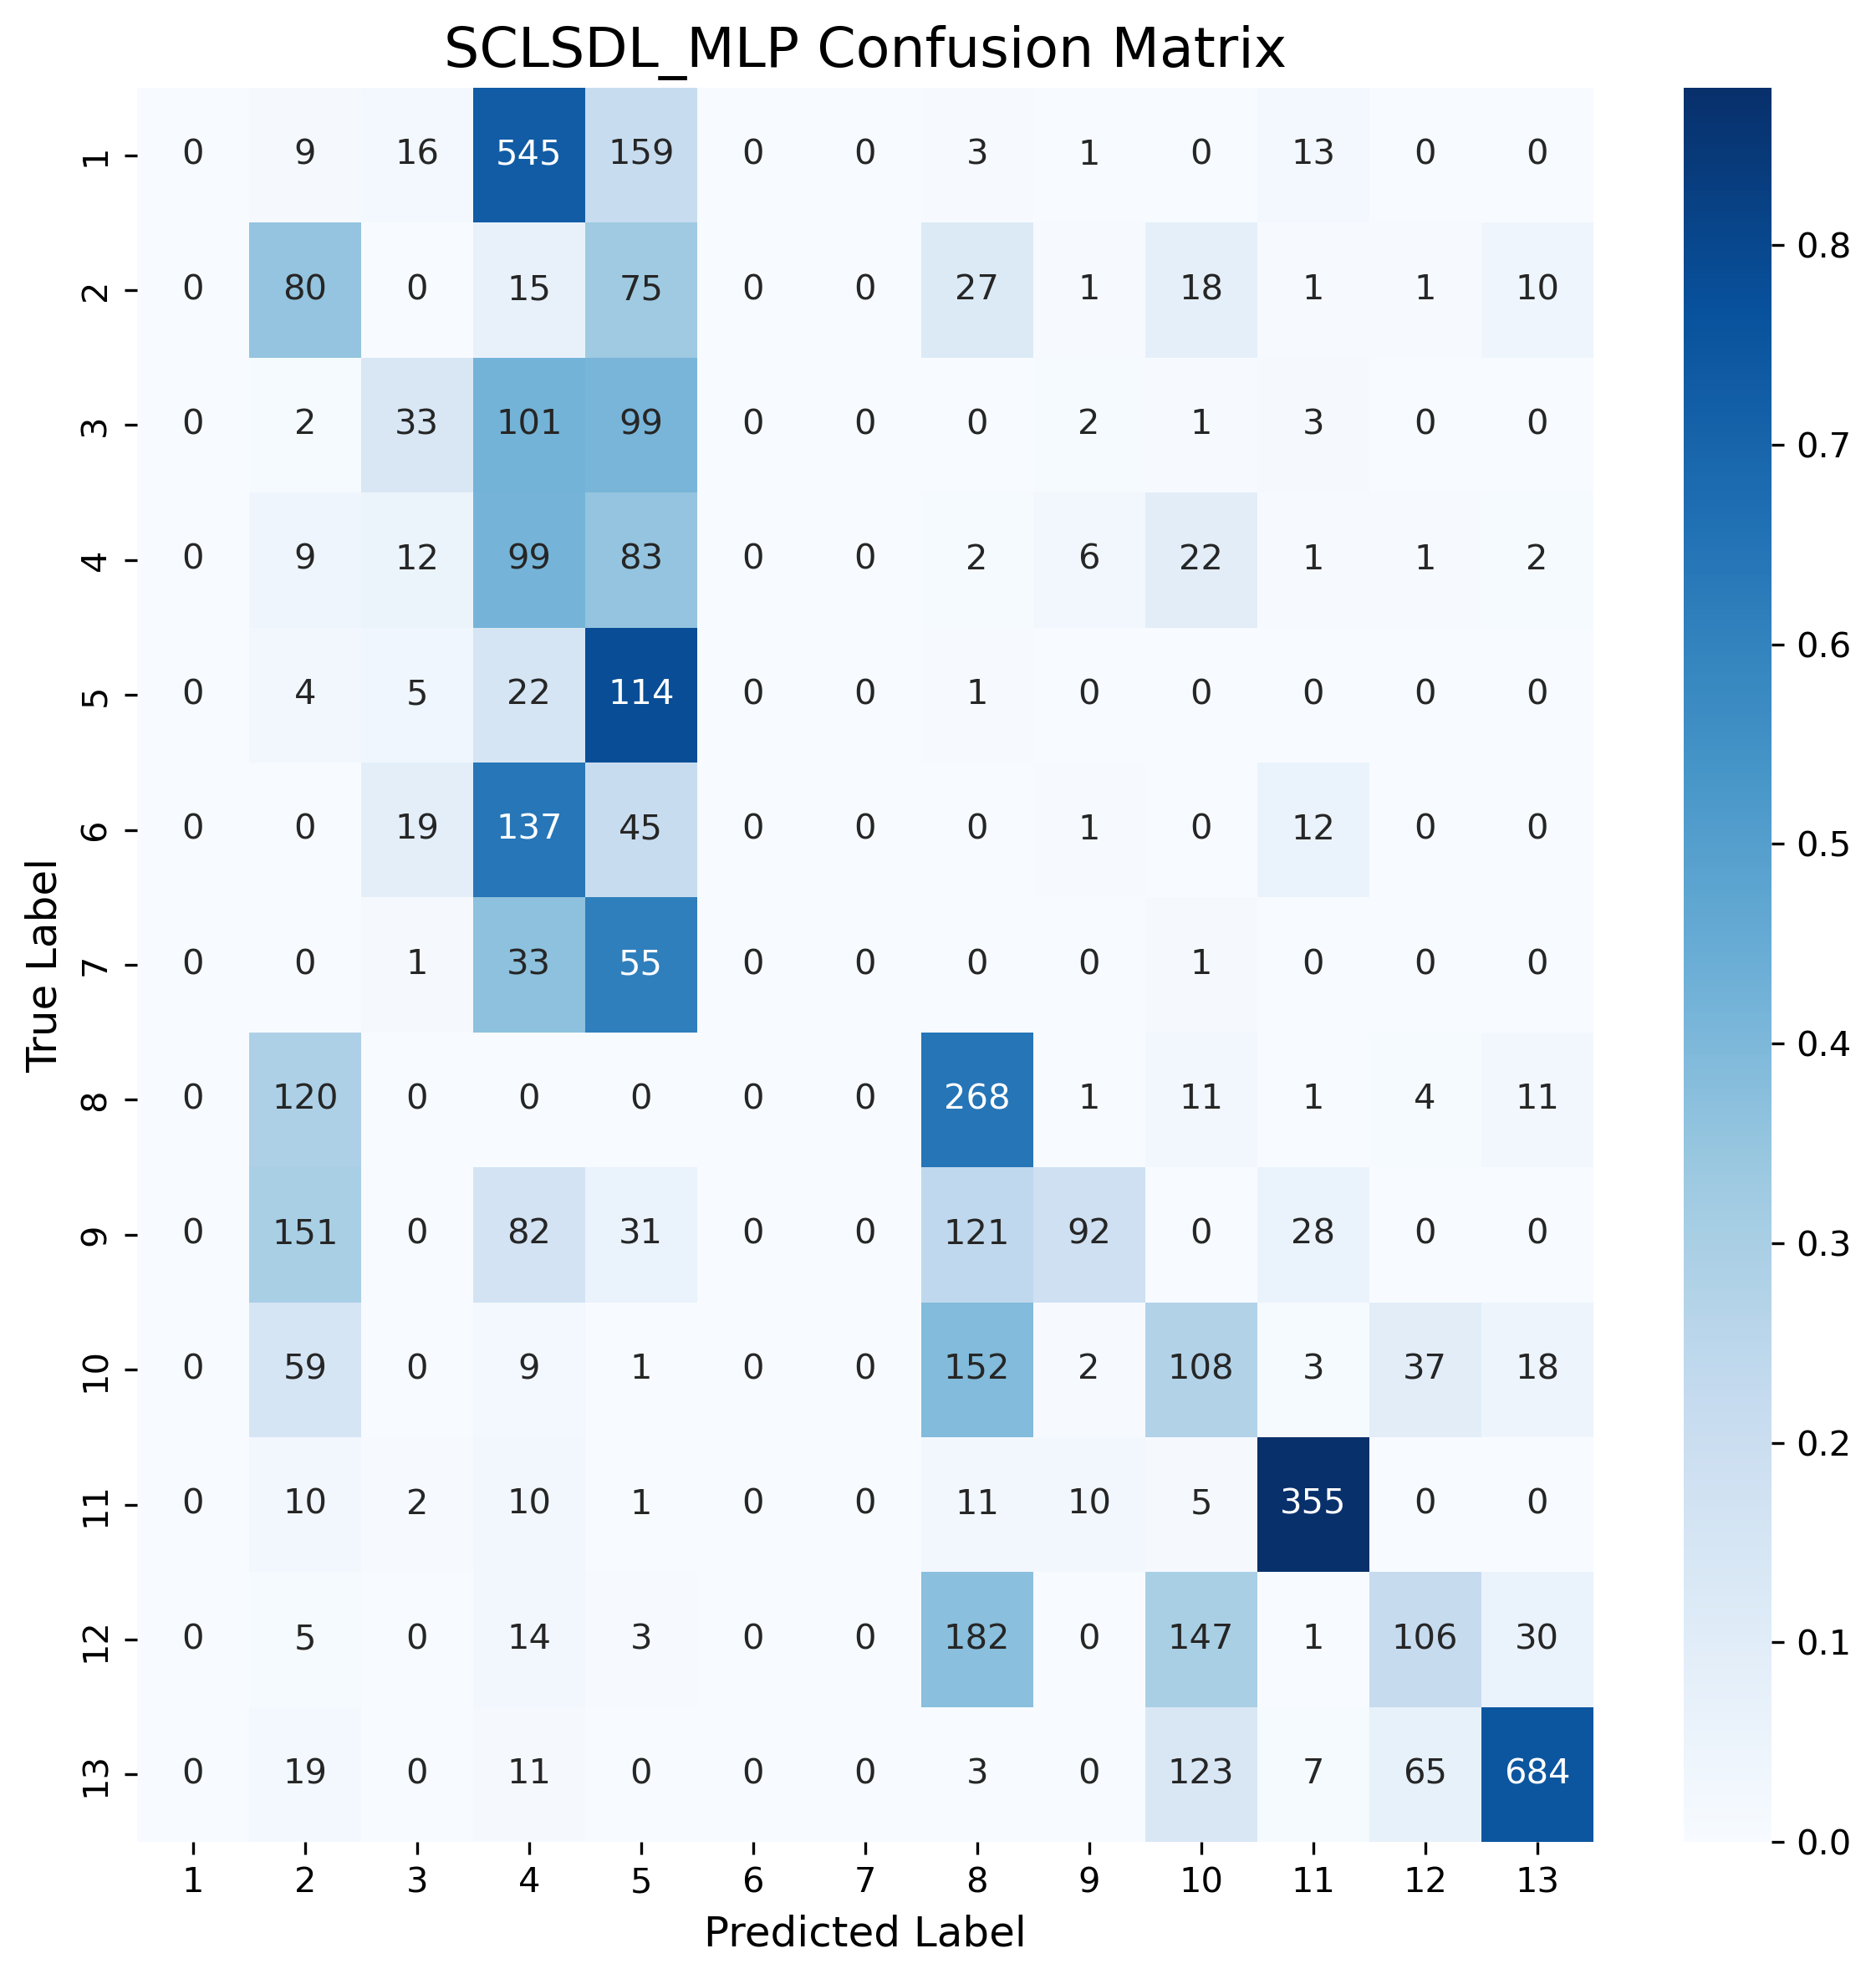 SCLSDL_MLP Confusion Matrix
1 0 9 16 545 159 0 0 3 1 0 13 0 0
2 0 80 0 15 75 0 0 27 1 18 1 1 10
3 0 2 33 101 99 0 0 0 2 1 3 0 0
4 0 9 12 99 83 0 0 2 6 22 1 1 2
5 0 4 5 22 114 0 0 1 0 0 0 0 0
6 0 0 19 137 45 0 0 0 1 0 12 0 0
7 0 0 1 33 55 0 0 0 0 1 0 0 0
8 0 120 0 0 0 0 0 268 1 11 1 4 11
9 0 151 0 82 31 0 0 121 92 0 28 0 0
10 0 59 0 9 1 0 0 152 2 108 3 37 18
11 0 10 2 10 1 0 0 11 10 5 355 0 0
12 0 5 0 14 3 0 0 182 0 147 1 106 30
13 0 19 0 11 0 0 0 3 0 123 7 65 684
1 2 3 4 5 6 7 8 9 10 11 12 13
Predicted Label
True Label
0.8
0.7
0.6
0.5
0.4
0.3
0.2
0.1
0.0